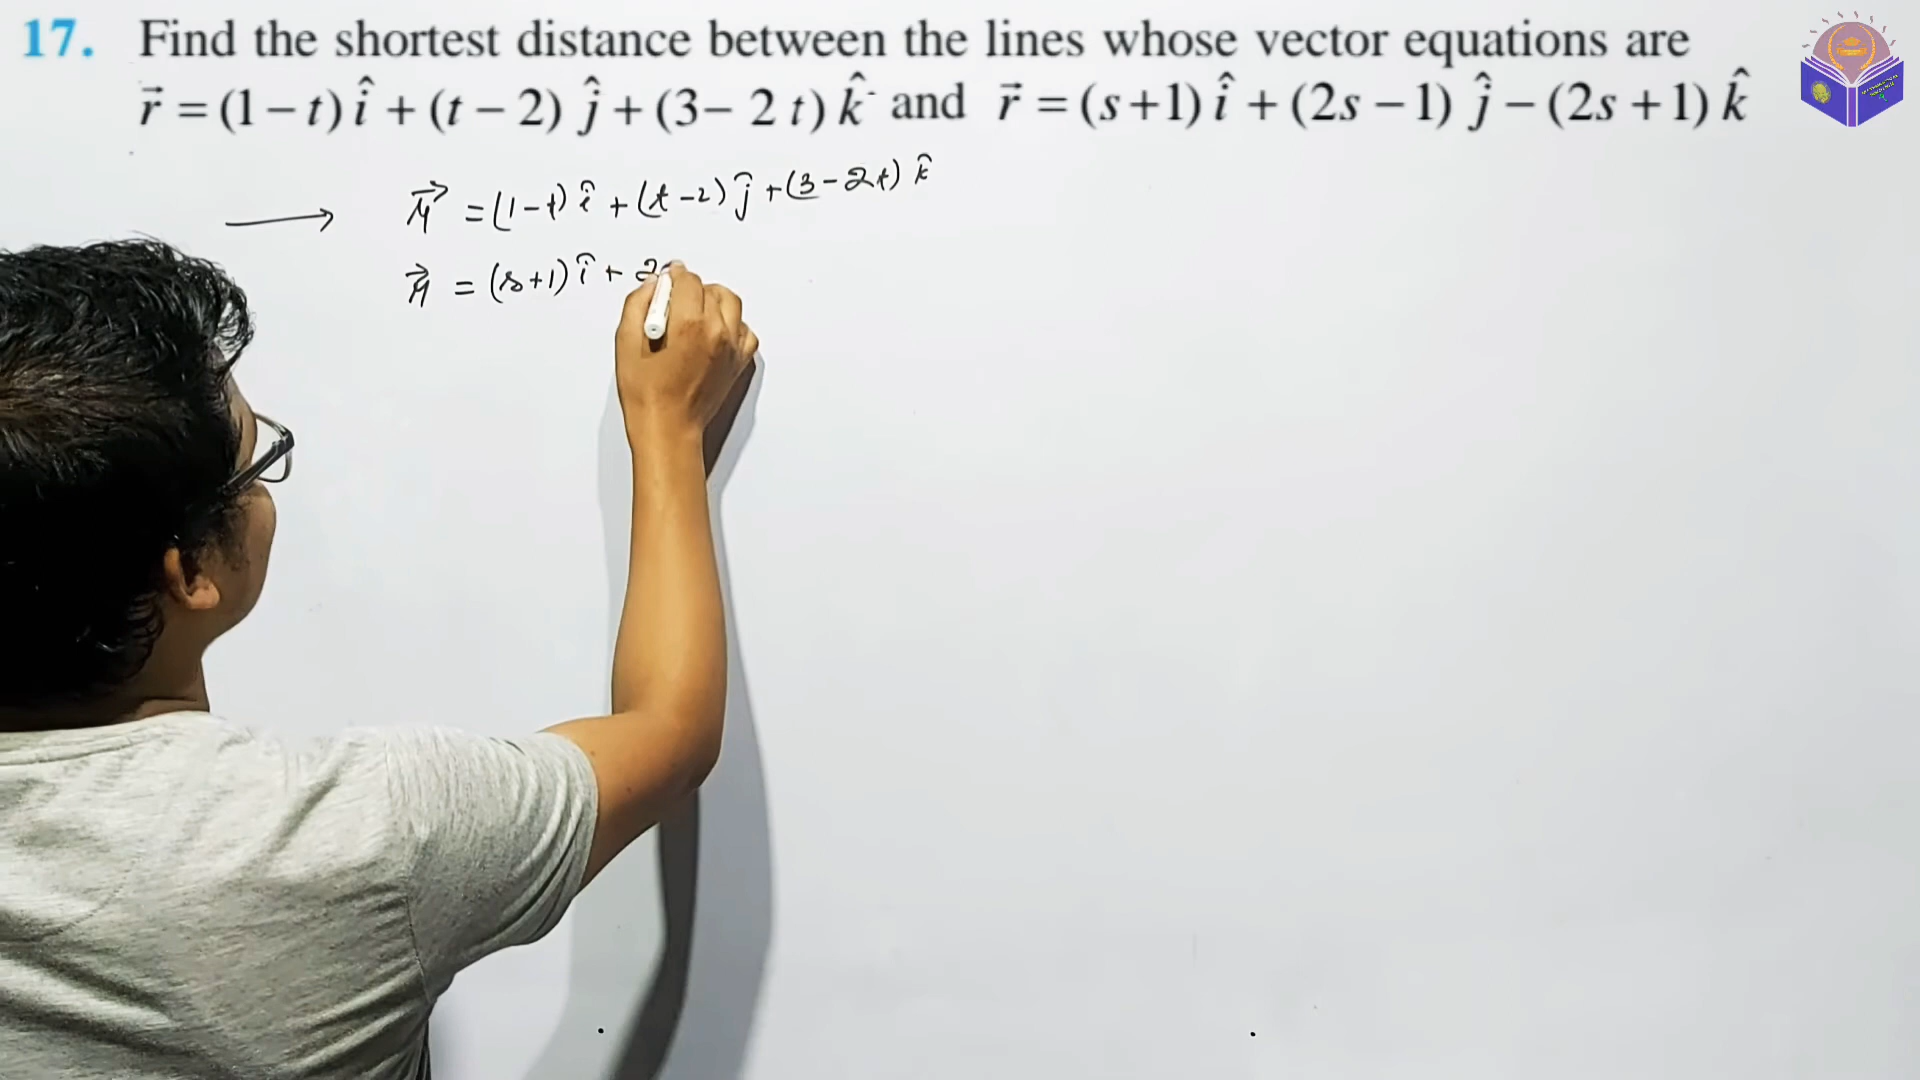 17. Find the shortest distance between the lines whose vector equations are
r⃗ = (1 − t) î + (t − 2) ĵ + (3 − 2 t) k̂ and r⃗ = (s + 1) î + (2s − 1) ĵ − (2s + 1) k̂
r⃗ = (1 − t) î + (t − 2) ĵ + (3 − 2t) k̂
r⃗ = (s + 1) î + 2